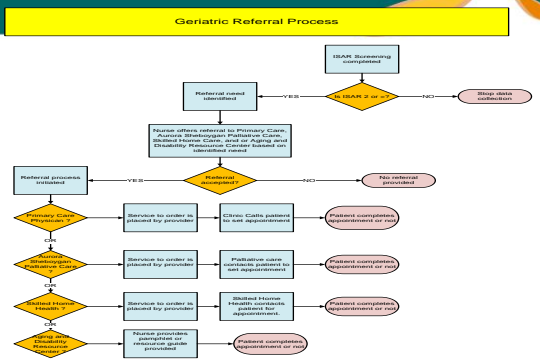 Geriatric Referral Process
ISAR Screening
completed
Is ISAR 2 or >?
YES
NO
Stop data
collection
Referral need
identified
Nurse offers referral to Primary Care,
Aurora Sheboygan Palliative Care,
Skilled Home Care, and or Aging and
Disability Resource Center based on
identified need
Referral
accepted?
YES
NO
No referral
provided
Referral process
initiated
Primary Care
Physican ?
Service to order is
placed by provider
Clinic Calls patient
to set appointment
Patient completes
appointment or not
OR
Aurora
Sheboygan
Palliative Care
?
Service to order is
placed by provider
Palliative care
contacts patient to
set appointment
Patient completes
appointment or not
OR
Skilled Home
Health ?
Service to order is
placed by provider
Skilled Home
Health contacts
patient for
appointment.
Patient completes
appointment or not
OR
Aging and
Disability
Resource
Center ?
Nurse provides
pamphlet or
resource guide
provided
Patient completes
appointment or not